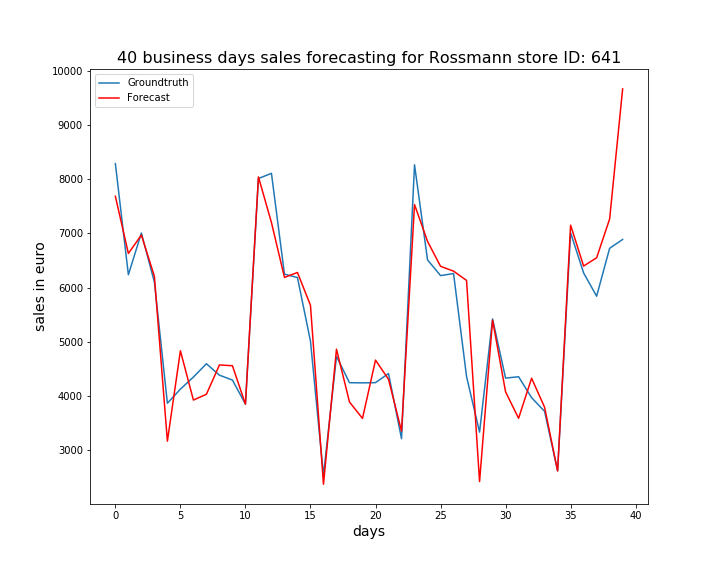 40 business days sales forecasting for Rossmann store ID: 641
Groundtruth
Forecast
10000
9000
8000
7000
6000
5000
4000
3000
sales in euro
0 5 10 15 20 25 30 35 40
days